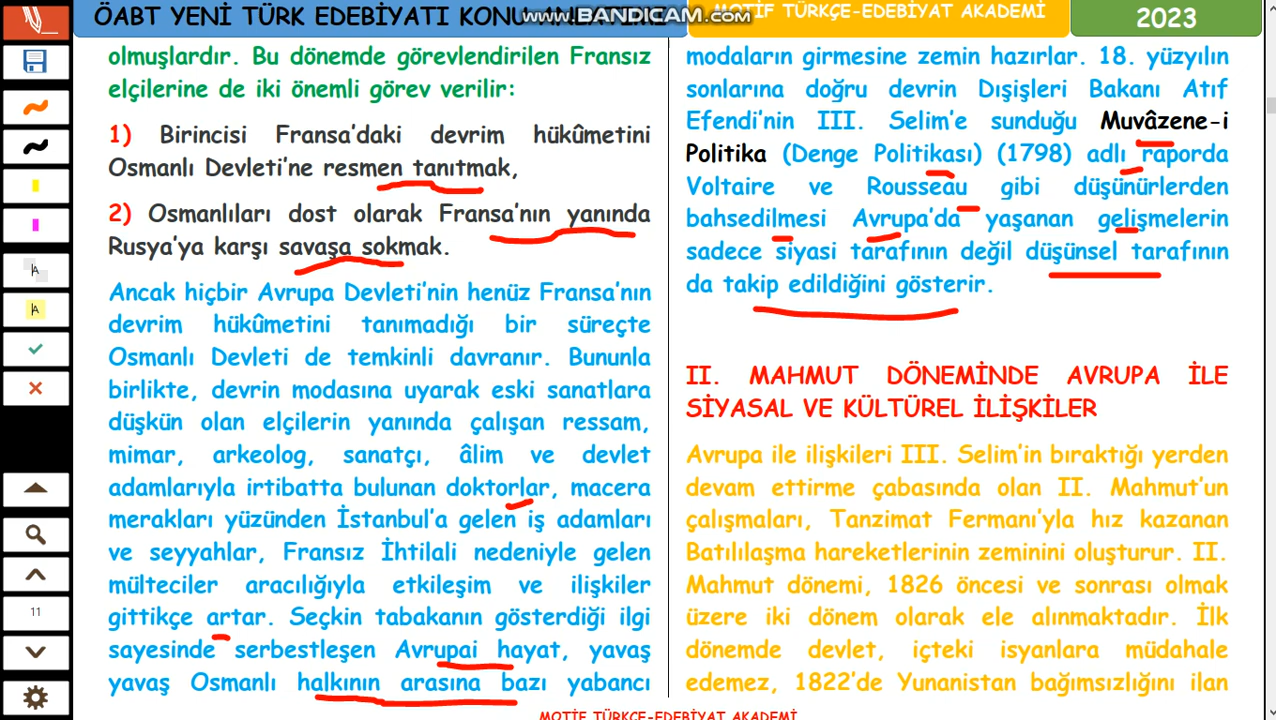 ÖABT YENİ TÜRK EDEBİYATI KONU
www.BANDICAM.com
MOTİF TÜRKÇE-EDEBİYAT AKADEMİ
2023
olmuşlardır. Bu dönemde görevlendirilen Fransız
elçilerine de iki önemli görev verilir:
1) Birincisi Fransa’daki devrim hükûmetini
Osmanlı Devleti’ne resmen tanıtmak,
2) Osmanlıları dost olarak Fransa’nın yanında
Rusya’ya karşı savaşa sokmak.
Ancak hiçbir Avrupa Devleti’nin henüz Fransa’nın
devrim hükûmetini tanımadığı bir süreçte
Osmanlı Devleti de temkinli davranır. Bununla
birlikte, devrin modasına uyarak eski sanatlara
düşkün olan elçilerin yanında çalışan ressam,
mimar, arkeolog, sanatçı, âlim ve devlet
adamlarıyla irtibatta bulunan doktorlar, macera
merakları yüzünden İstanbul’a gelen iş adamları
ve seyyahlar, Fransız İhtilali nedeniyle gelen
mülteciler aracılığıyla etkileşim ve ilişkiler
gittikçe artar. Seçkin tabakanın gösterdiği ilgi
sayesinde serbestleşen Avrupai hayat, yavaş
yavaş Osmanlı halkının arasına bazı yabancı
modaların girmesine zemin hazırlar. 18. yüzyılın
sonlarına doğru devrin Dışişleri Bakanı Atıf
Efendi’nin III. Selim’e sunduğu Muvâzene-i
Politika (Denge Politikası) (1798) adlı raporda
Voltaire ve Rousseau gibi düşünürlerden
bahsedilmesi Avrupa’da yaşanan gelişmelerin
sadece siyasi tarafının değil düşünsel tarafının
da takip edildiğini gösterir.
II. MAHMUT DÖNEMİNDE AVRUPA İLE
SİYASAL VE KÜLTÜREL İLİŞKİLER
Avrupa ile ilişkileri III. Selim’in bıraktığı yerden
devam ettirme çabasında olan II. Mahmut’un
çalışmaları, Tanzimat Fermanı’yla hız kazanan
Batılılaşma hareketlerinin zeminini oluşturur. II.
Mahmut dönemi, 1826 öncesi ve sonrası olmak
üzere iki dönem olarak ele alınmaktadır. İlk
dönemde devlet, içteki isyanlara müdahale
edemez, 1822’de Yunanistan bağımsızlığını ilan
MOTİF TÜRKÇE-EDEBİYAT AKADEMİ
A
A
11